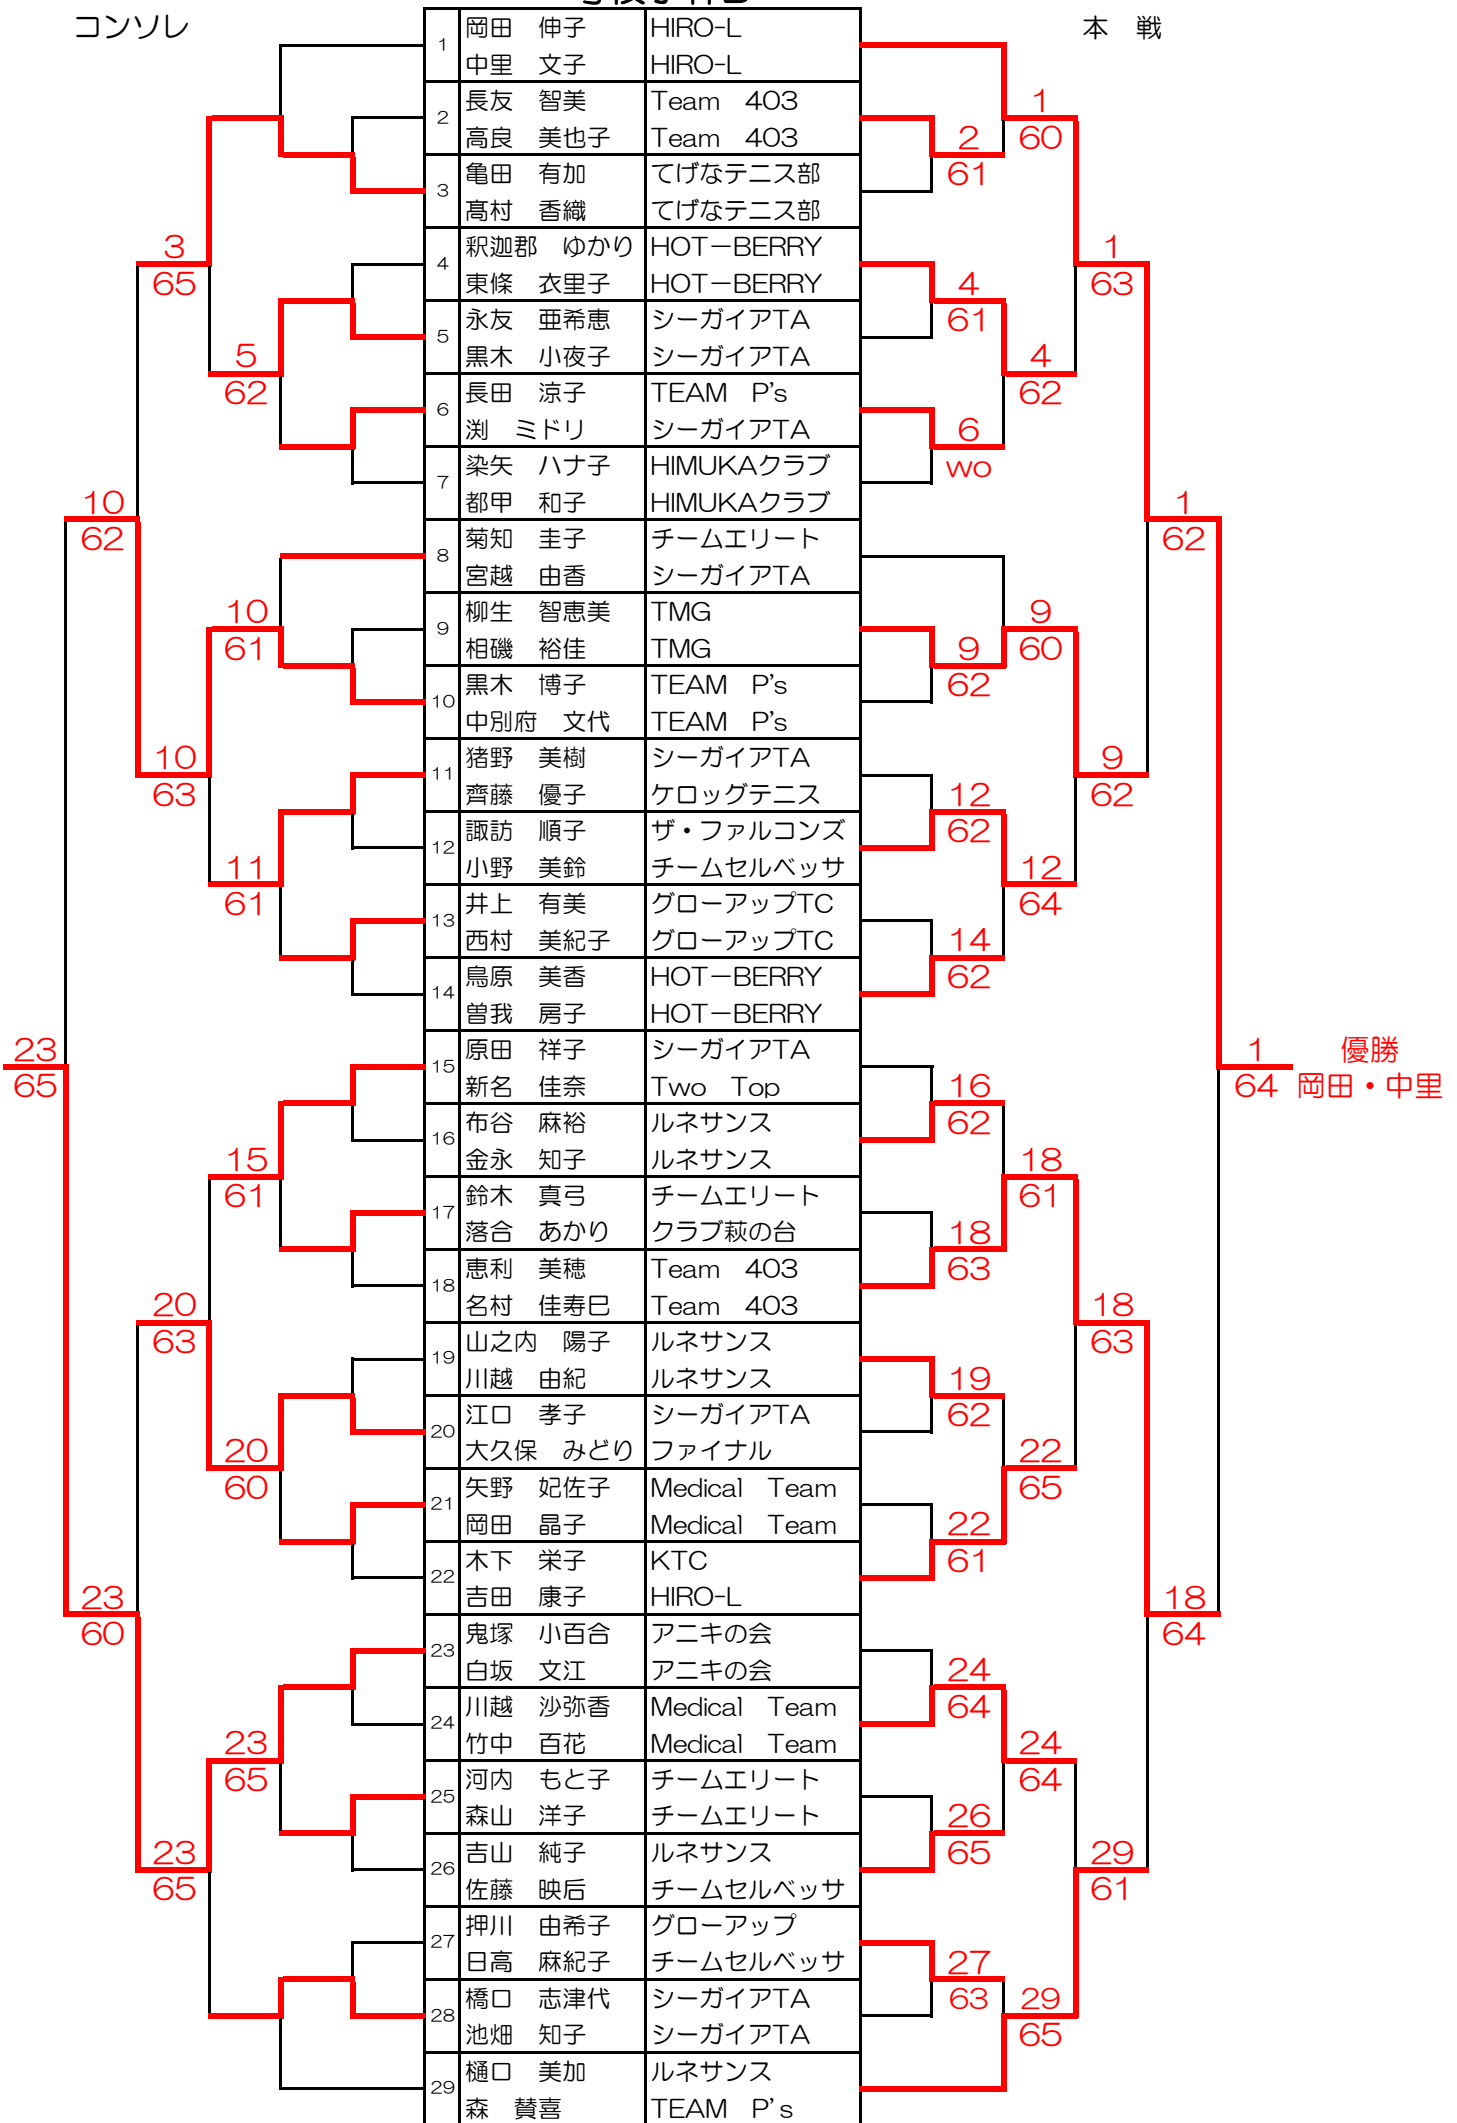 コンソレ
本　戦
1 岡田　伸子 HIRO-L
中里　文子 HIRO-L
2 長友　智美 Team　403
高良　美也子 Team　403
3 亀田　有加 てげなテニス部
髙村　香織 てげなテニス部
4 釈迦郡　ゆかり HOT－BERRY
東條　衣里子 HOT－BERRY
5 永友　亜希恵 シーガイアTA
黒木　小夜子 シーガイアTA
6 長田　涼子 TEAM　P's
渕　ミドリ シーガイアTA
7 染矢　ハナ子 HIMUKAクラブ
都甲　和子 HIMUKAクラブ
8 菊知　圭子 チームエリート
宮越　由香 シーガイアTA
9 柳生　智恵美 TMG
相磯　裕佳 TMG
10 黒木　博子 TEAM　P's
中別府　文代 TEAM　P's
11 猪野　美樹 シーガイアTA
齊藤　優子 ケロッグテニス
12 諏訪　順子 ザ・ファルコンズ
小野　美鈴 チームセルベッサ
13 井上　有美 グローアップTC
西村　美紀子 グローアップTC
14 鳥原　美香 HOT－BERRY
曽我　房子 HOT－BERRY
15 原田　祥子 シーガイアTA
新名　佳奈 Two　Top
16 布谷　麻裕 ルネサンス
金永　知子 ルネサンス
17 鈴木　真弓 チームエリート
落合　あかり クラブ萩の台
18 恵利　美穂 Team　403
名村　佳寿巳 Team　403
19 山之内　陽子 ルネサンス
川越　由紀 ルネサンス
20 江口　孝子 シーガイアTA
大久保　みどり ファイナル
21 矢野　妃佐子 Medical　Team
岡田　晶子 Medical　Team
22 木下　栄子 KTC
吉田　康子 HIRO-L
23 鬼塚　小百合 アニキの会
白坂　文江 アニキの会
24 川越　沙弥香 Medical　Team
竹中　百花 Medical　Team
25 河内　もと子 チームエリート
森山　洋子 チームエリート
26 吉山　純子 ルネサンス
佐藤　映后 チームセルベッサ
27 押川　由希子 グローアップ
日高　麻紀子 チームセルベッサ
28 橋口　志津代 シーガイアTA
池畑　知子 シーガイアTA
29 樋口　美加 ルネサンス
森　賛喜 TEAM　P's
3
65
5
62
10
62
10
61
10
63
11
61
23
65
15
61
20
63
20
60
23
60
23
65
23
65
1
60
2
61
1
63
4
61
4
62
6
wo
1
62
9
60
9
62
9
62
12
62
12
64
14
62
1
64
優勝
岡田・中里
16
62
18
61
18
63
18
63
19
62
22
65
22
61
18
64
24
64
24
64
26
65
29
61
27
63
29
65